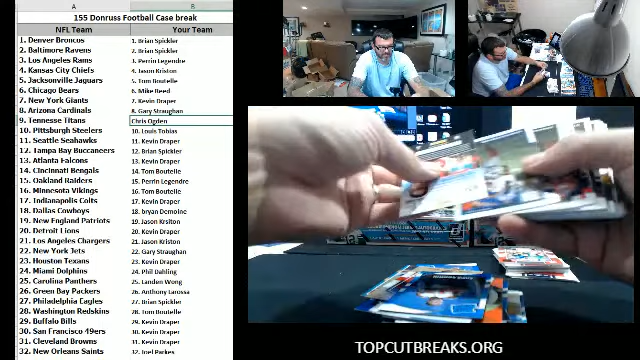 A B
155 Donruss Football Case break
NFL Team Your Team
1. Denver Broncos 1. Brian Spickler
2. Baltimore Ravens 2. Brian Spickler
3. Los Angeles Rams 3. Perrin Legendre
4. Kansas City Chiefs 4. Jason Kriston
5. Jacksonville Jaguars 5. Tom Boutelle
6. Chicago Bears 6. Mike Reed
7. New York Giants 7. Kevin Draper
8. Arizona Cardinals 8. Gary Straughan
9. Tennesse Titans Chris Ogden
10. Pittsburgh Steelers 10. Louis Tobias
11. Seattle Seahawks 11. Kevin Draper
12. Tampa Bay Buccaneers 12. Brian Spickler
13. Atlanta Falcons 13. Kevin Draper
14. Cincinnati Bengals 14. Tom Boutelle
15. Oakland Raiders 15. Perrin Legendre
16. Minnesota Vikings 16. Tom Boutelle
17. Indianapolis Colts 17. Kevin Draper
18. Dallas Cowboys 18. bryan Demoine
19. New England Patriots 19. Jason Krsiton
20. Detroit Lions 20. Kevin Draper
21. Los Angeles Chargers 21. Jason Kriston
22. New York Jets 22. Gary Straughan
23. Houston Texans 23. Kevin Draper
24. Miami Dolphins 24. Phil Dahling
25. Carolina Panthers 25. Landen Wong
26. Green Bay Packers 26. Anthony Larossa
27. Philadelphia Eagles 27. Brian Spickler
28. Washington Redskins 28. Tom Boutelle
29. Buffalo Bills 29. Kevin Draper
30. San Francisco 49ers 30. Kevin Draper
31. Cleveland Browns 31. Kevin Draper
32. New Orleans Saints 32. Joel Parkes
TOPCUTBREAKS.ORG